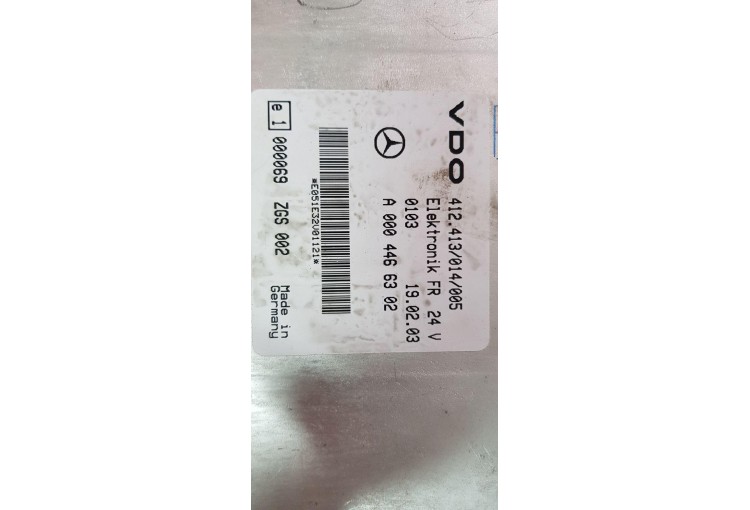 VDO 412.413/014/005
Elektronik FR 24 V
0103 19.02.03
A 000 446 63 02
*E051E32V01121*
e 1 000069 ZGS 002 Made in
Germany